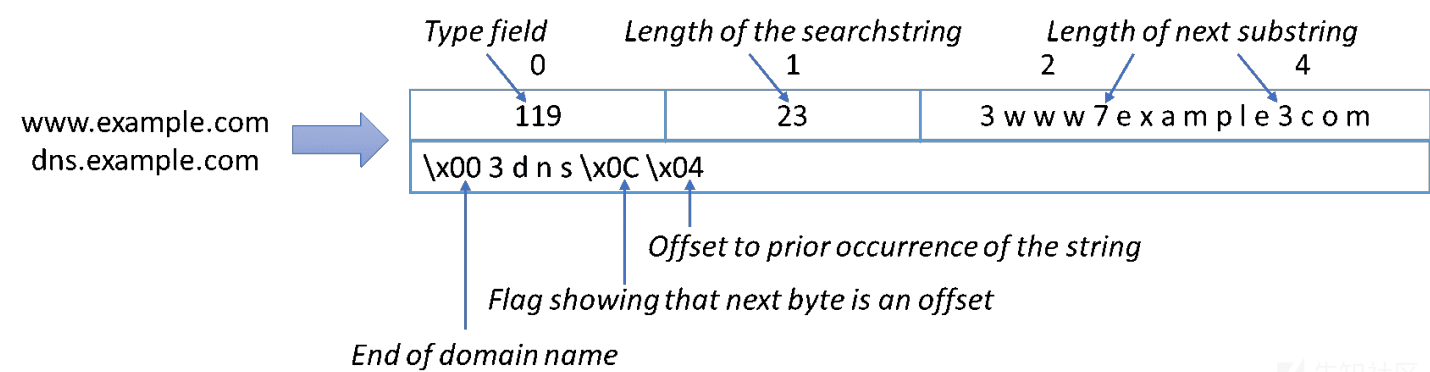 Type field Length of the searchstring Length of next substring
0 1 2 4
www.example.com
dns.example.com
119 23 3 w w w 7 e x a m p l e 3 c o m
\x00 3 d n s \x0C \x04
Offset to prior occurrence of the string
Flag showing that next byte is an offset
End of domain name